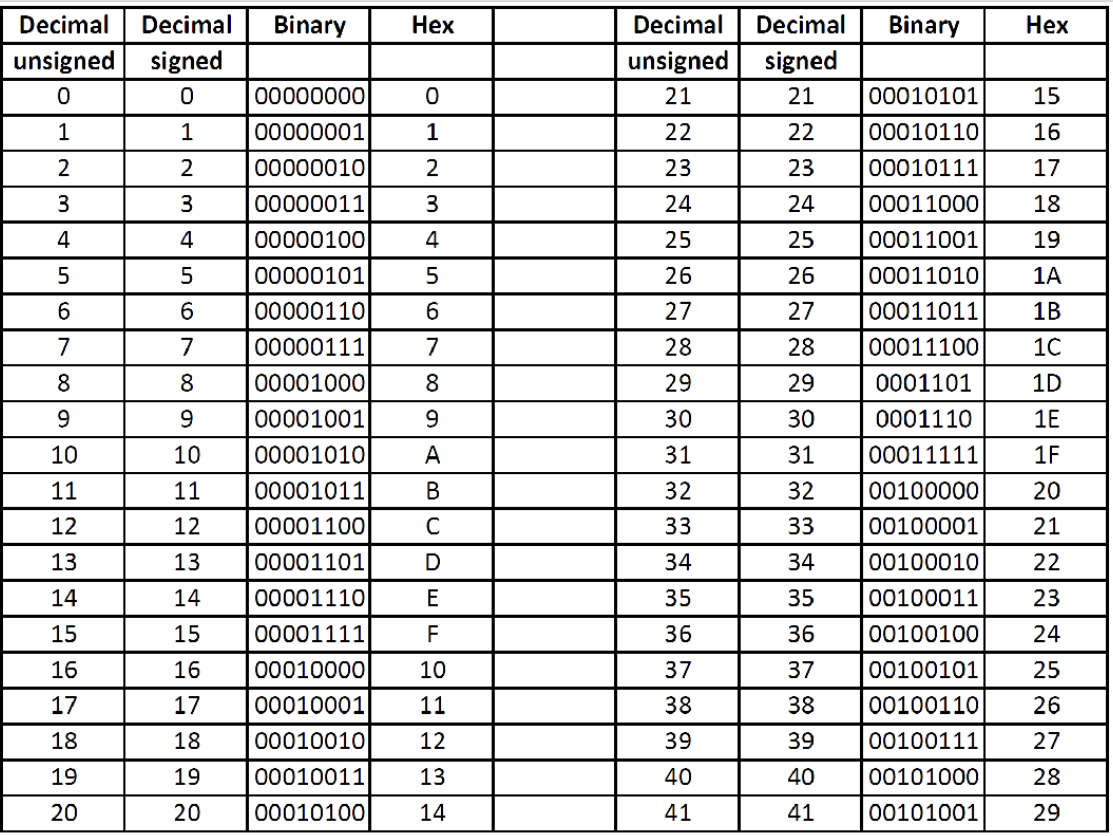 Decimal Decimal Binary Hex Decimal Decimal Binary Hex
unsigned signed unsigned signed
0 0 00000000 0 21 21 00010101 15
1 1 00000001 1 22 22 00010110 16
2 2 00000010 2 23 23 00010111 17
3 3 00000011 3 24 24 00011000 18
4 4 00000100 4 25 25 00011001 19
5 5 00000101 5 26 26 00011010 1A
6 6 00000110 6 27 27 00011011 1B
7 7 00000111 7 28 28 00011100 1C
8 8 00001000 8 29 29 0001101 1D
9 9 00001001 9 30 30 0001110 1E
10 10 00001010 A 31 31 00011111 1F
11 11 00001011 B 32 32 00100000 20
12 12 00001100 C 33 33 00100001 21
13 13 00001101 D 34 34 00100010 22
14 14 00001110 E 35 35 00100011 23
15 15 00001111 F 36 36 00100100 24
16 16 00010000 10 37 37 00100101 25
17 17 00010001 11 38 38 00100110 26
18 18 00010010 12 39 39 00100111 27
19 19 00010011 13 40 40 00101000 28
20 20 00010100 14 41 41 00101001 29